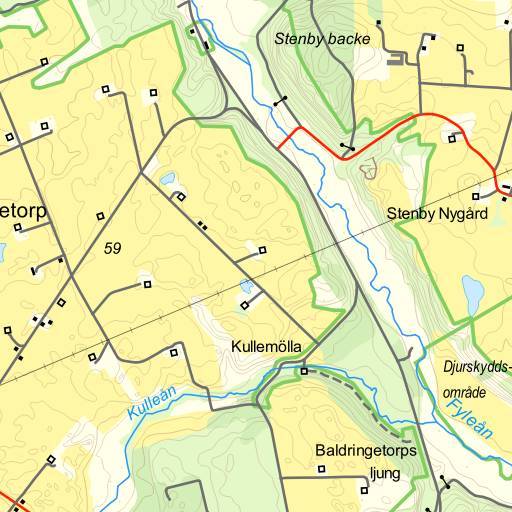 Stenby backe
etorp
Stenby Nygård
59
Kullemölla
Djurskydds-
område
Kulleån
Fyleån
Baldringetorps
ljung